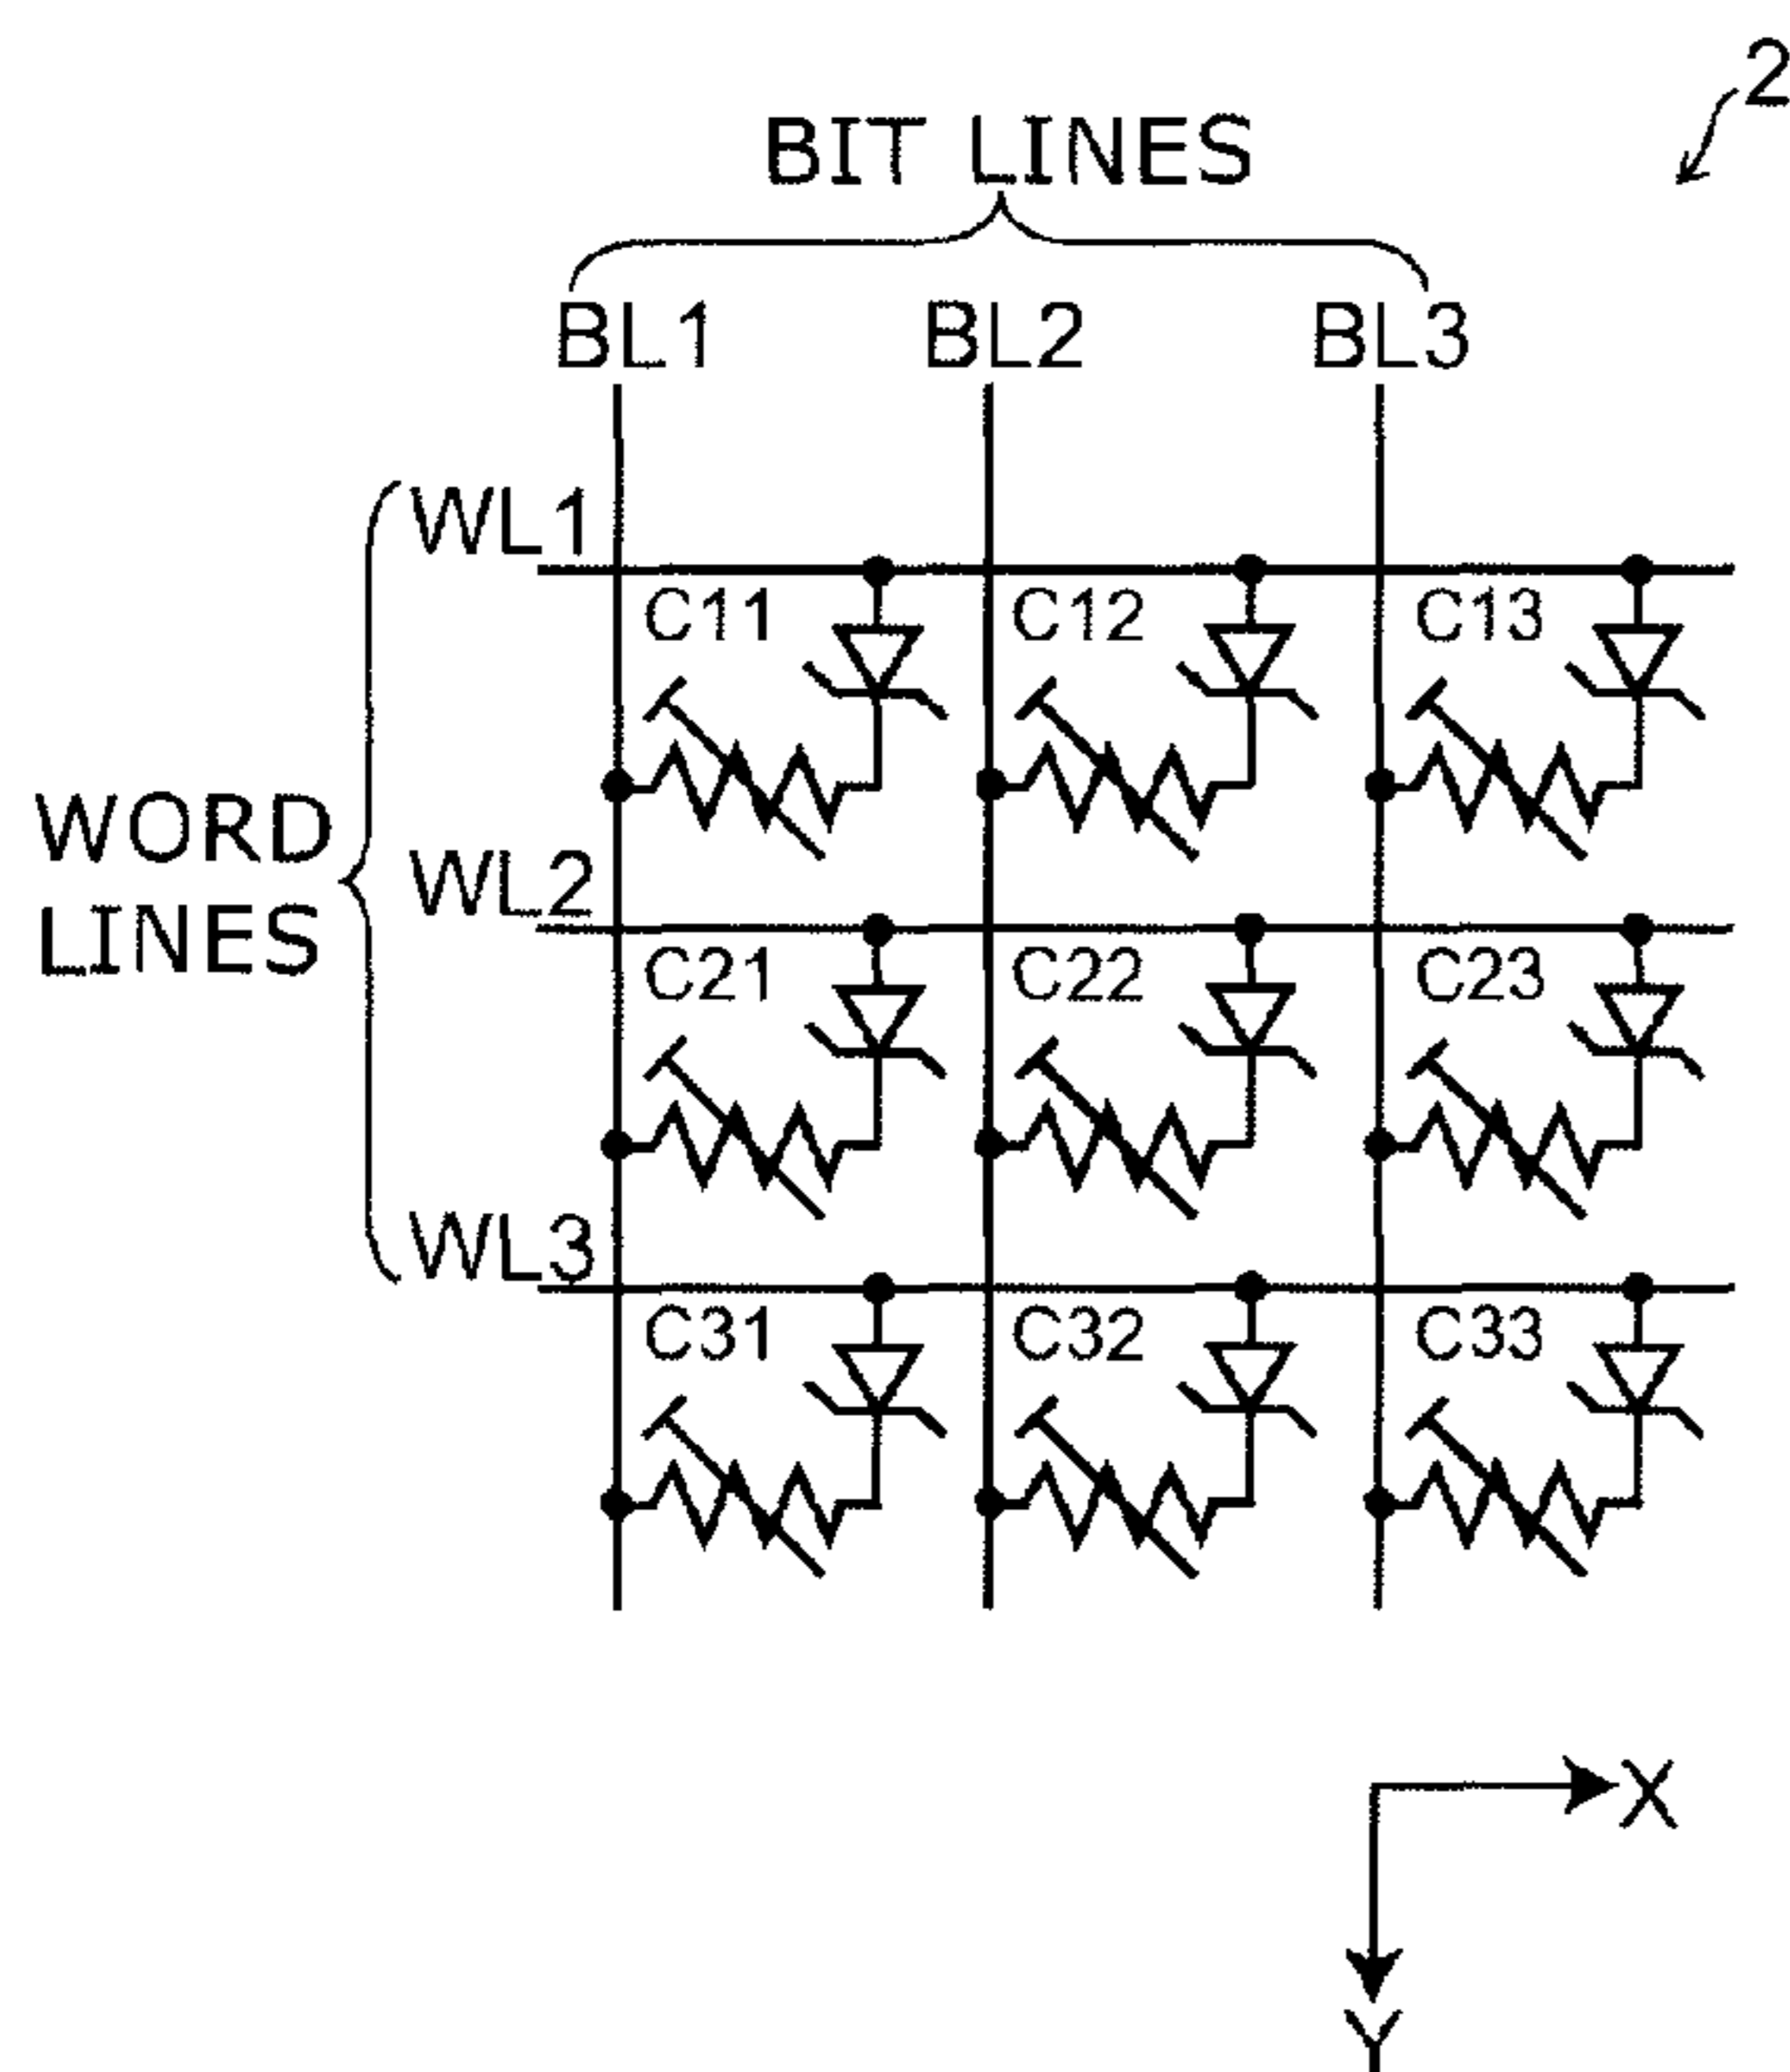 2
BIT LINES
BL1 BL2 BL3
WL1
C11 C12 C13
WORD
LINES
WL2
C21 C22 C23
WL3
C31 C32 C33
X
Y